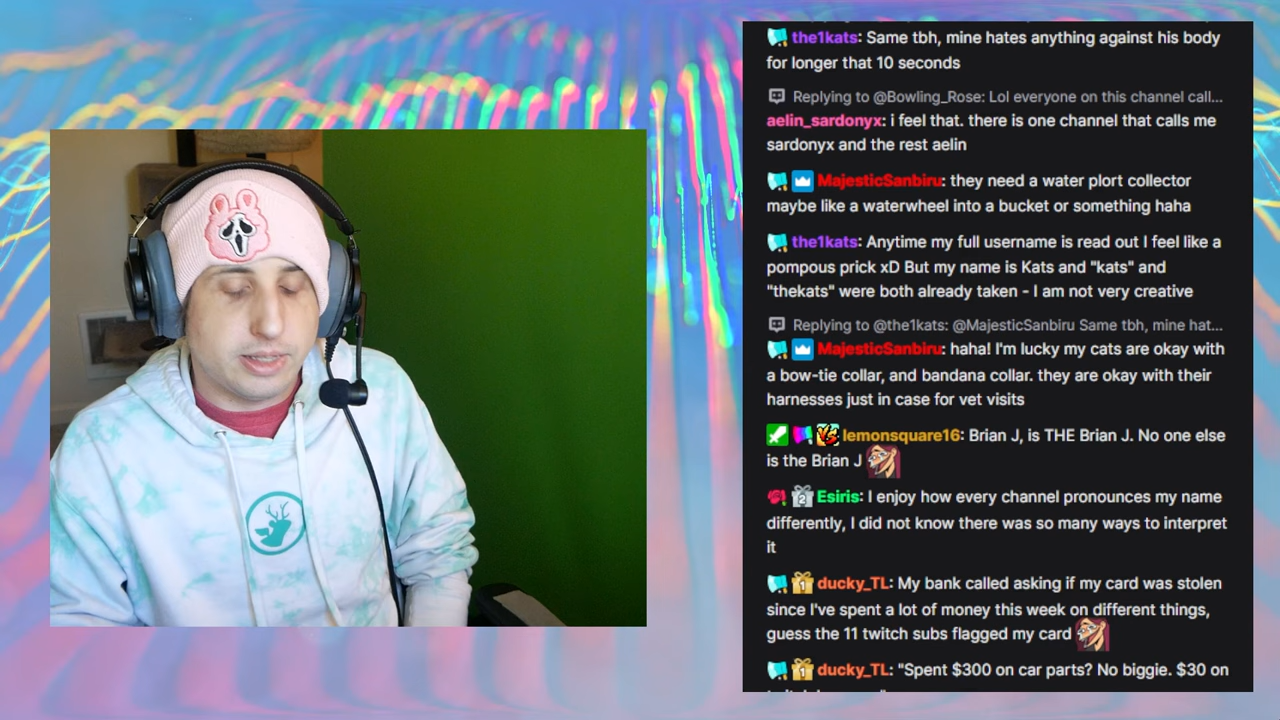 the1kats: Same tbh, mine hates anything against his body
for longer that 10 seconds
Replying to @Bowling_Rose: Lol everyone on this channel call...
aelin_sardonyx: i feel that. there is one channel that calls me
sardonyx and the rest aelin
MajesticSanbiru: they need a water plort collector
maybe like a waterwheel into a bucket or something haha
the1kats: Anytime my full username is read out I feel like a
pompous prick xD But my name is Kats and "kats" and
"thekats" were both already taken - I am not very creative
Replying to @the1kats: @MajesticSanbiru Same tbh, mine hat...
MajesticSanbiru: haha! I'm lucky my cats are okay with
a bow-tie collar, and bandana collar. they are okay with their
harnesses just in case for vet visits
lemonsquare16: Brian J, is THE Brian J. No one else
is the Brian J
Esiris: I enjoy how every channel pronounces my name
differently, I did not know there was so many ways to interpret
it
ducky_TL: My bank called asking if my card was stolen
since I've spent a lot of money this week on different things,
guess the 11 twitch subs flagged my card
ducky_TL: "Spent $300 on car parts? No biggie. $30 on